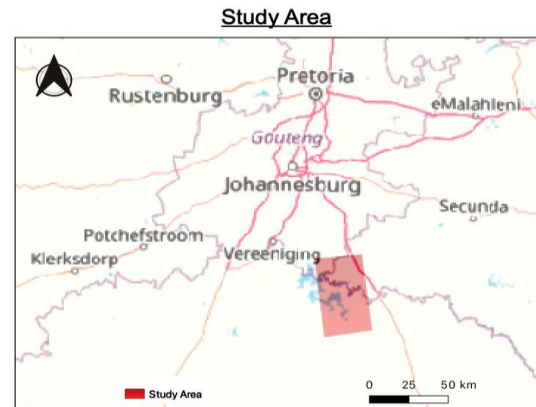 Study Area
Pretoria
Rustenburg
eMalahleni
Gauteng
Johannesburg
Secunda
Potchefstroom
Vereeniging
Klerksdorp
Study Area
0 25 50 km